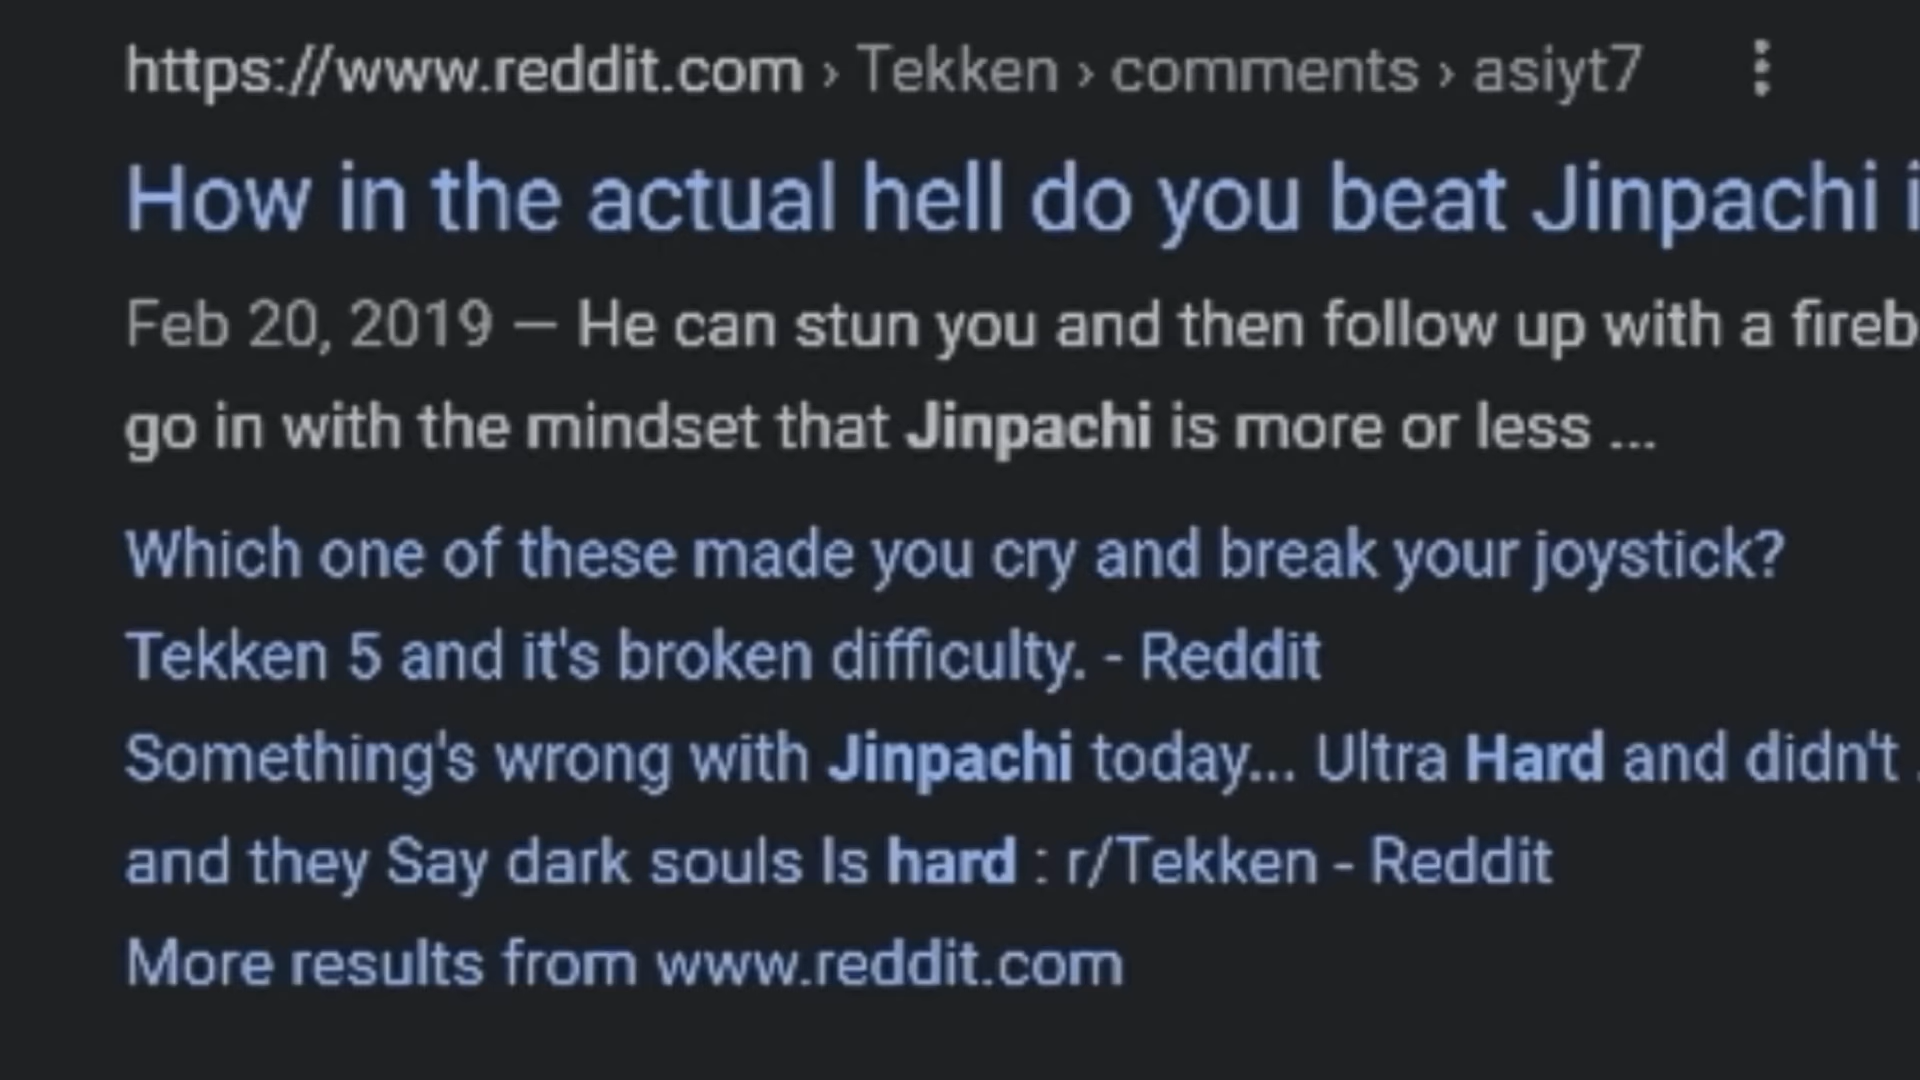 https://www.reddit.com › Tekken › comments › asiyt7
How in the actual hell do you beat Jinpachi
Feb 20, 2019 — He can stun you and then follow up with a
go in with the mindset that Jinpachi is more or less ...
Which one of these made you cry and break your joystick?
Tekken 5 and it's broken difficulty. - Reddit
Something's wrong with Jinpachi today... Ultra Hard and didn't
and they Say dark souls Is hard : r/Tekken - Reddit
More results from www.reddit.com